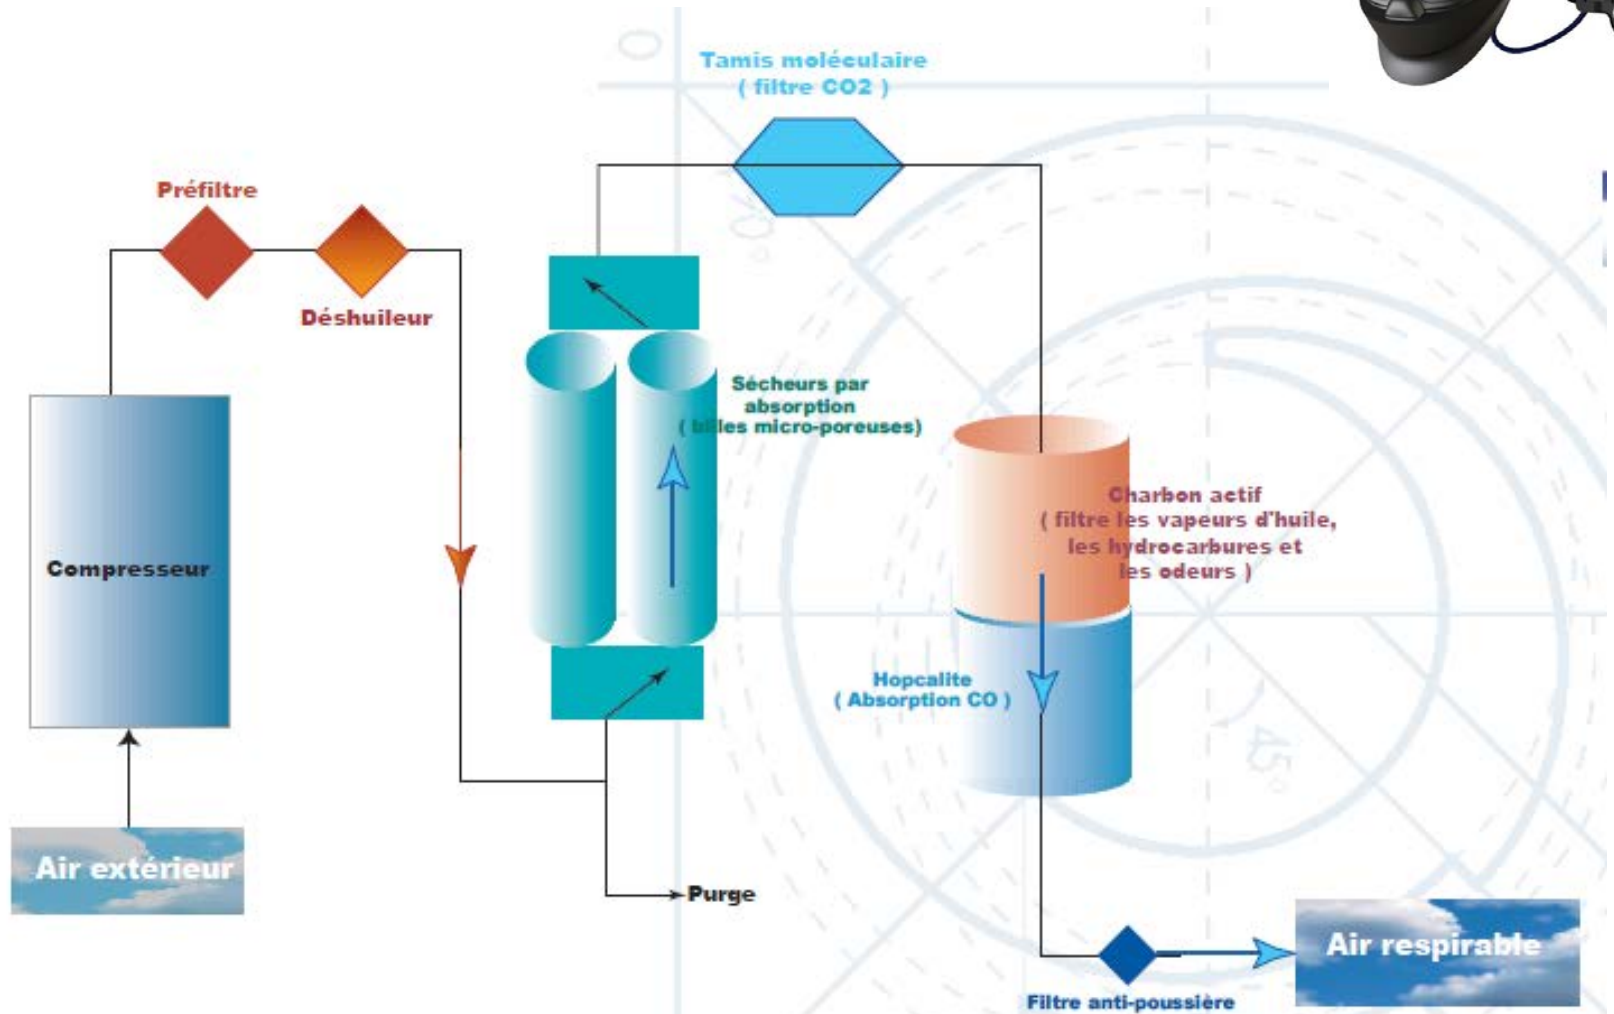 Tamis moléculaire
( filtre CO2 )
Préfiltre
Déshuileur
Sécheurs par
absorption
( billes micro-poreuses)
Compresseur
Charbon actif
( filtre les vapeurs d'huile,
les hydrocarbures et
les odeurs )
Hopcalite
( Absorption CO )
45°
Air extérieur
Purge
Air respirable
Filtre anti-poussière